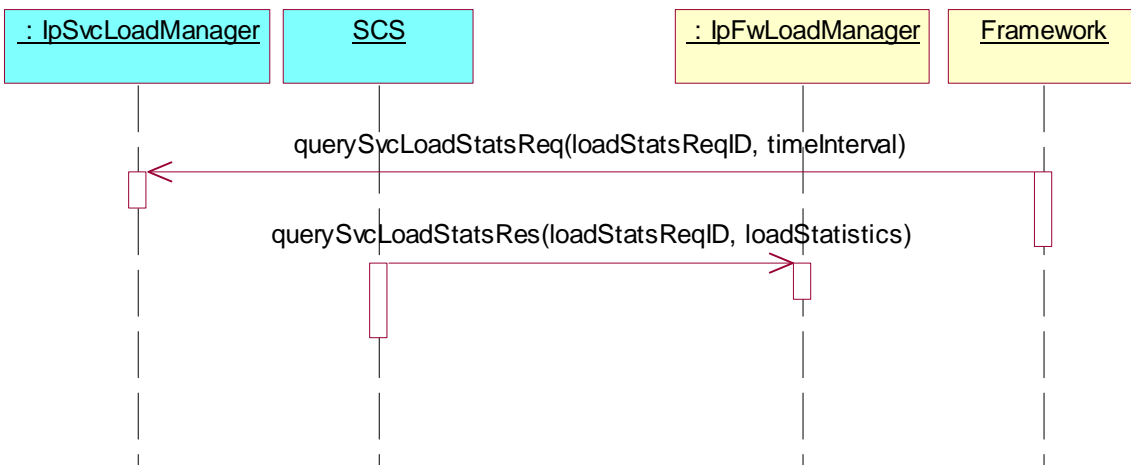 : IpSvcLoadManager
SCS
: IpFwLoadManager
Framework
querySvcLoadStatsReq(loadStatsReqID, timeInterval)
querySvcLoadStatsRes(loadStatsReqID, loadStatistics)